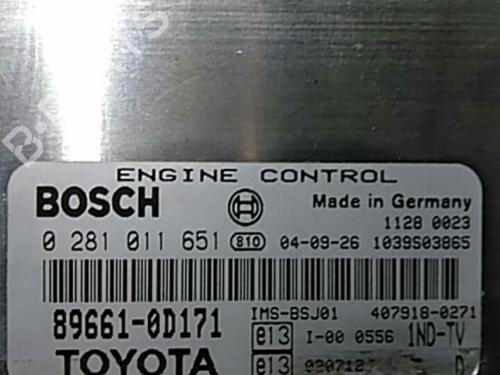 ENGINE CONTROL
BOSCH
Made in Germany
1128 0023
0 281 011 651 810 04-09-26 1039S03865
IMS-BSJ01 407918-0271
89661-0D171 e13 I-00 0556 1ND-TV
TOYOTA e13 020712 D